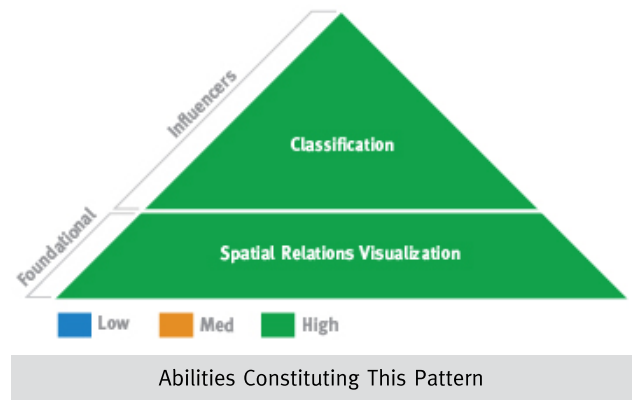 Influencers
Classification
Foundational
Spatial Relations Visualization
Low
Med
High
Abilities Constituting This Pattern